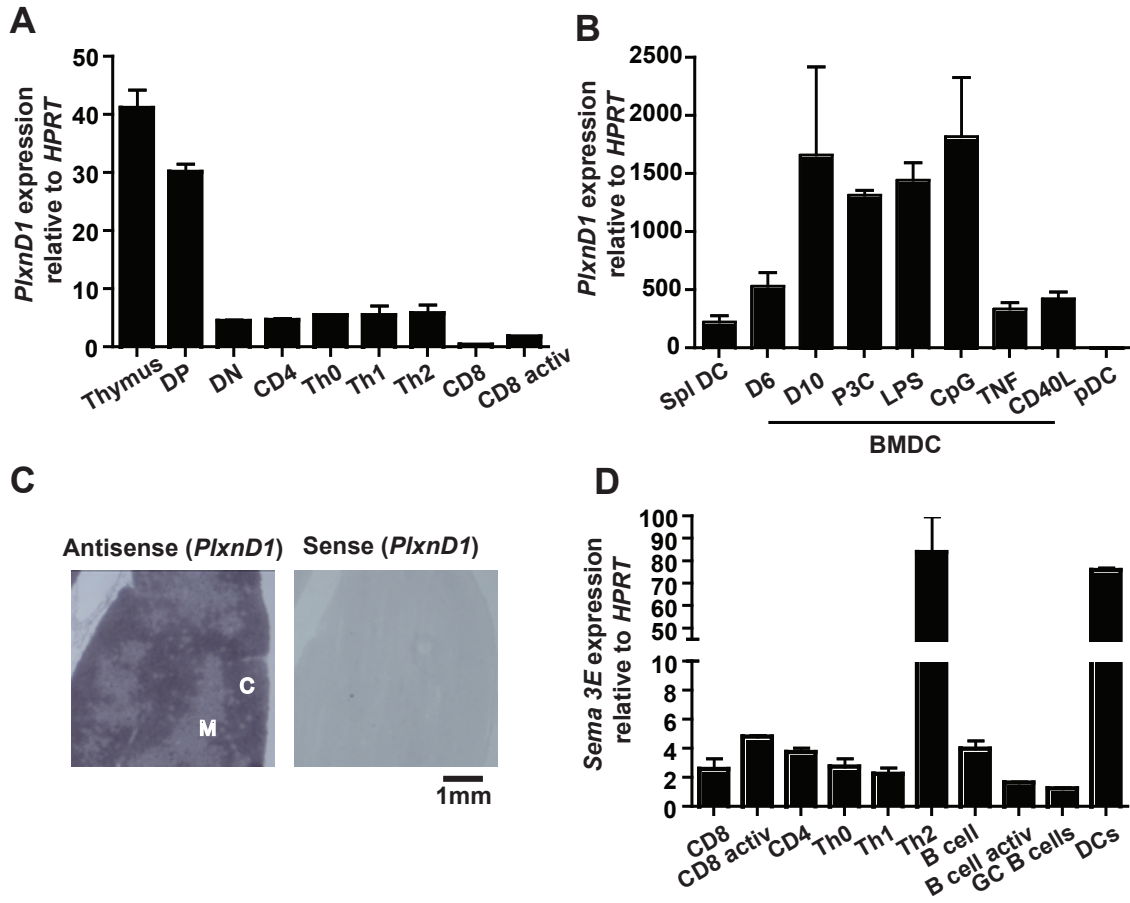 A
PlxnD1 expression
relative to HPRT
50
40
30
20
10
0
Thymus
DP
DN
CD4
Th0
Th1
Th2
CD8
CD8 activ
B
PlxnD1 expression
relative to HPRT
2500
2000
1500
1000
500
0
Spl DC
D6
D10
P3C
LPS
CpG
TNF
CD40L
pDC
BMDC
C
Antisense (PlxnD1)
Sense (PlxnD1)
C
M
1mm
D
Sema 3E expression
relative to HPRT
100
90
80
70
60
50
10
8
6
4
2
0
CD8
CD8 activ
CD4
Th0
Th1
Th2
B cell
B cell activ
GC B cells
DCs